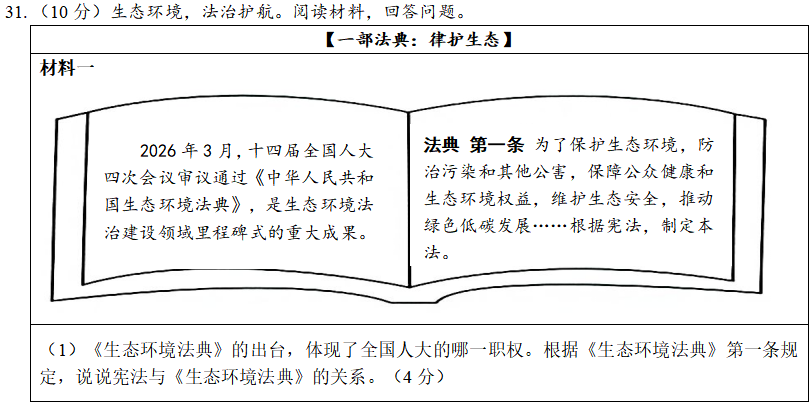 31.（10 分）生态环境，法治护航。阅读材料，回答问题。
【一部法典：律护生态】
材料一
2026 年 3 月，十四届全国人大
四次会议审议通过《中华人民共和
国生态环境法典》，是生态环境法
治建设领域里程碑式的重大成果。
法典 第一条 为了保护生态环境，防
治污染和其他公害，保障公众健康和
生态环境权益，维护生态安全，推动
绿色低碳发展……根据宪法，制定本
法。
（1）《生态环境法典》的出台，体现了全国人大的哪一职权。根据《生态环境法典》第一条规
定，说说宪法与《生态环境法典》的关系。（4 分）